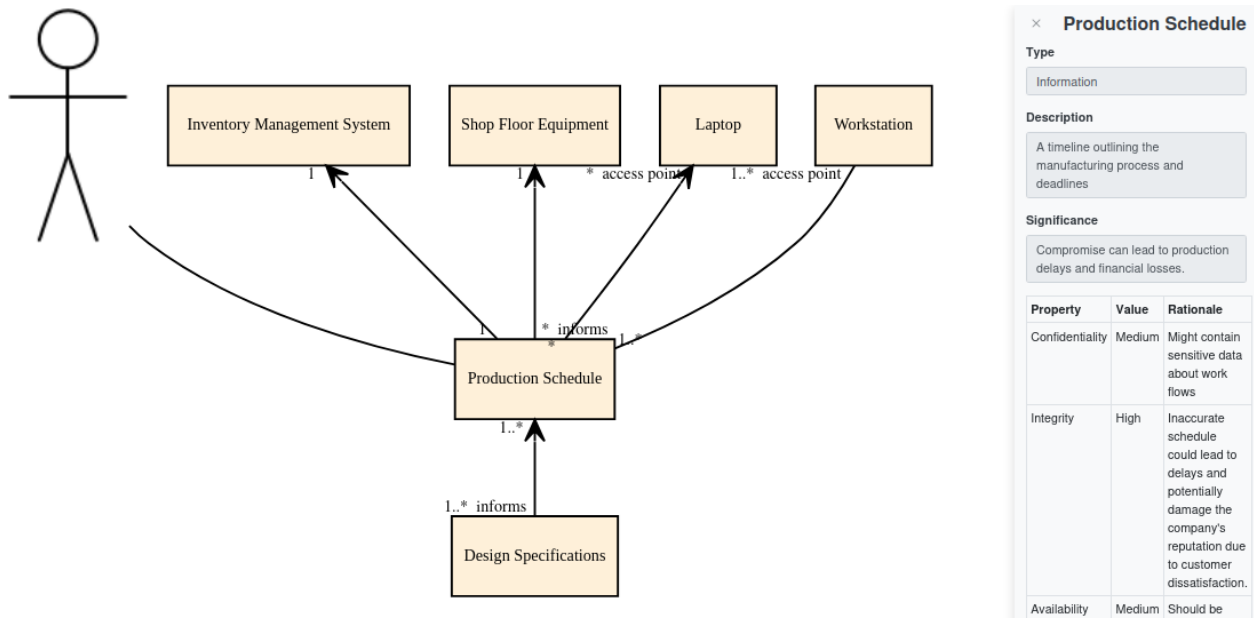 Inventory Management System
Shop Floor Equipment
Laptop
Workstation
1
1
* access point
1..* access point
1
* informs
*
1..*
Production Schedule
1..*
1..* informs
Design Specifications
× Production Schedule
Type
Information
Description
A timeline outlining the
manufacturing process and
deadlines
Significance
Compromise can lead to production
delays and financial losses.
Property Value Rationale
Confidentiality Medium Might contain
sensitive data
about work
flows
Integrity High Inaccurate
schedule
could lead to
delays and
potentially
damage the
company's
reputation due
to customer
dissatisfaction.
Availability Medium Should be